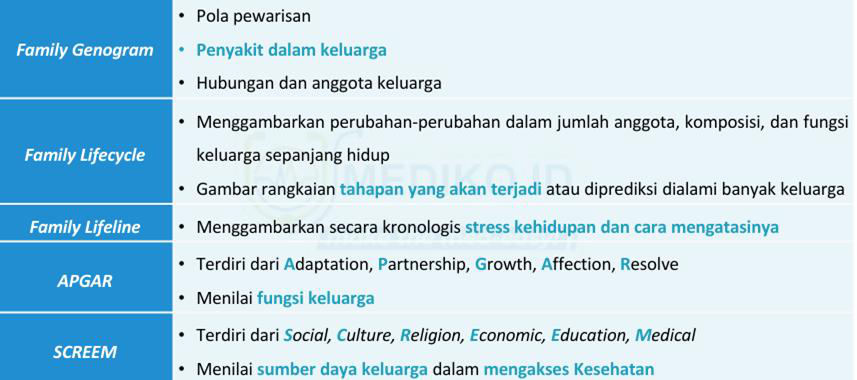 Family Genogram
• Pola pewarisan
• Penyakit dalam keluarga
• Hubungan dan anggota keluarga
Family Lifecycle
• Menggambarkan perubahan-perubahan dalam jumlah anggota, komposisi, dan fungsi
keluarga sepanjang hidup
• Gambar rangkaian tahapan yang akan terjadi atau diprediksi dialami banyak keluarga
Family Lifeline
• Menggambarkan secara kronologis stress kehidupan dan cara mengatasinya
APGAR
• Terdiri dari Adaptation, Partnership, Growth, Affection, Resolve
• Menilai fungsi keluarga
SCREEM
• Terdiri dari Social, Culture, Religion, Economic, Education, Medical
• Menilai sumber daya keluarga dalam mengakses Kesehatan
MEDIKO.ID